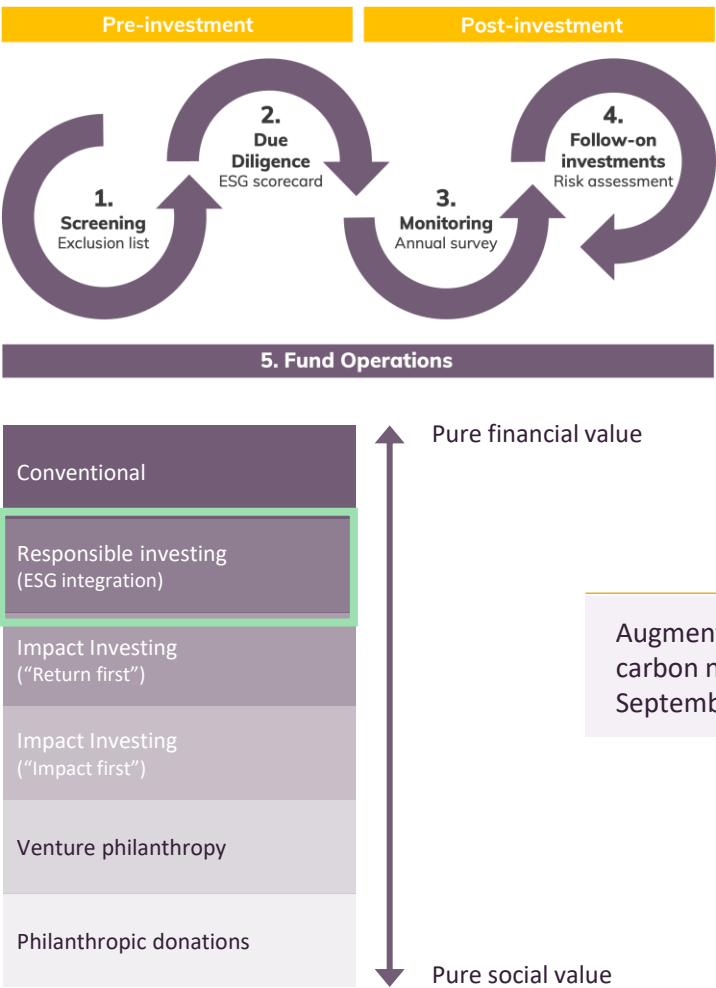 Pre-investment
Post-investment
1.
Screening
Exclusion list
2.
Due
Diligence
ESG scorecard
3.
Monitoring
Annual survey
4.
Follow-on
investments
Risk assessment
5. Fund Operations
Conventional
Responsible investing
(ESG integration)
Impact Investing
(“Return first”)
Impact Investing
(“Impact first”)
Venture philanthropy
Philanthropic donations
Pure financial value
Pure social value
carbon